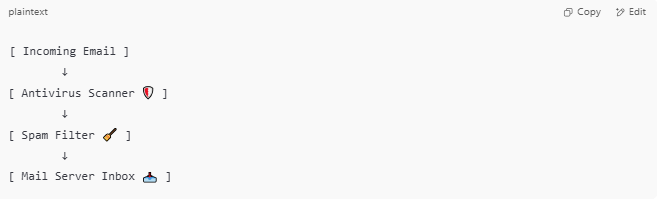 plaintext Copy Edit
[ Incoming Email ]
↓
[ Antivirus Scanner 🛡️ ]
↓
[ Spam Filter 🧹 ]
↓
[ Mail Server Inbox 📥 ]